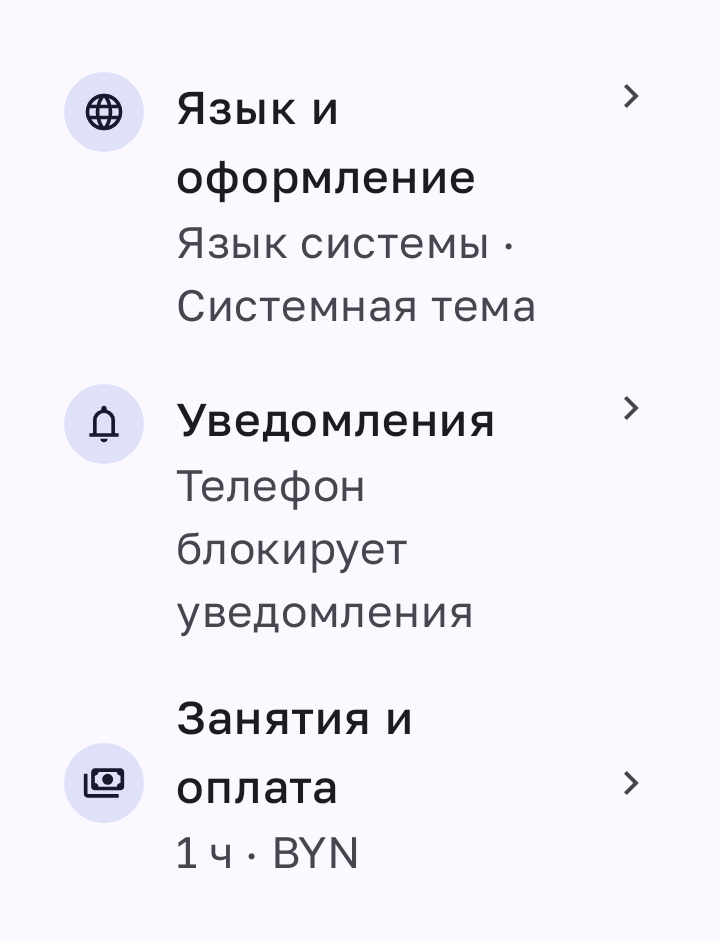 Язык и
оформление
Язык системы ·
Системная тема
Уведомления
Телефон
блокирует
уведомления
Занятия и
оплата
1 ч · BYN